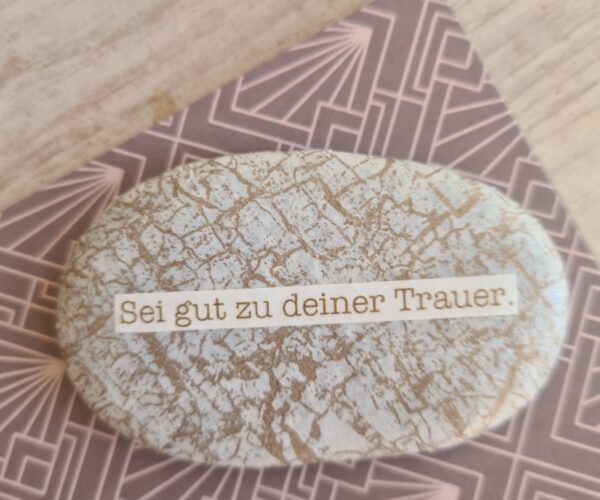 Sei gut zu deiner Trauer.